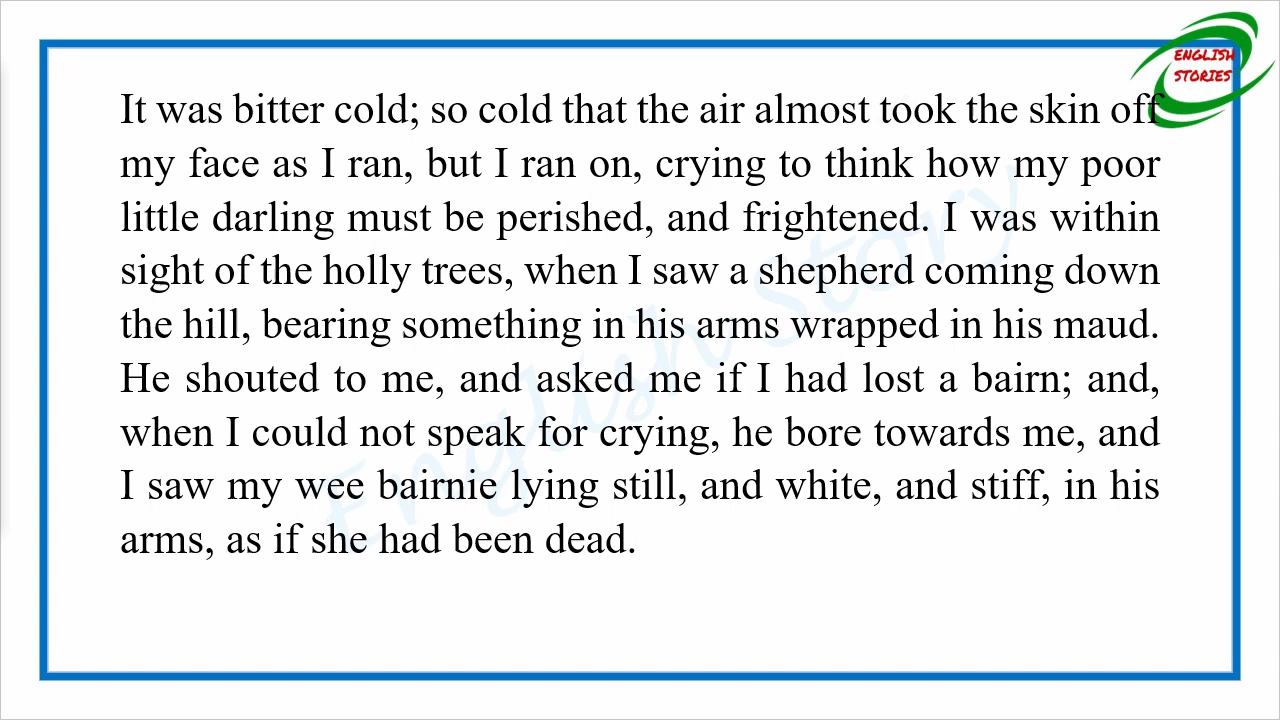 ENGLISH
STORIES
It was bitter cold; so cold that the air almost took the skin off
my face as I ran, but I ran on, crying to think how my poor
little darling must be perished, and frightened. I was within
sight of the holly trees, when I saw a shepherd coming down
the hill, bearing something in his arms wrapped in his maud.
He shouted to me, and asked me if I had lost a bairn; and,
when I could not speak for crying, he bore towards me, and
I saw my wee bairnie lying still, and white, and stiff, in his
arms, as if she had been dead.
English Story